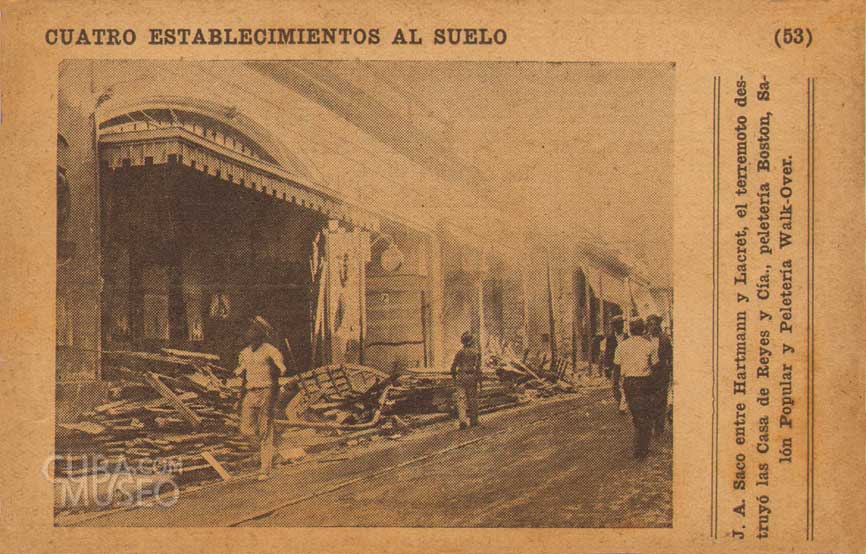 CUATRO ESTABLECIMIENTOS AL SUELO (53)
J. A. Saco entre Hartmann y Lacret, el terremoto des-
truyó las Casa de Reyes y Cía., peletería Boston, Sa-
lón Popular y Peletería Walk-Over.
CUBA.COM
MUSEO